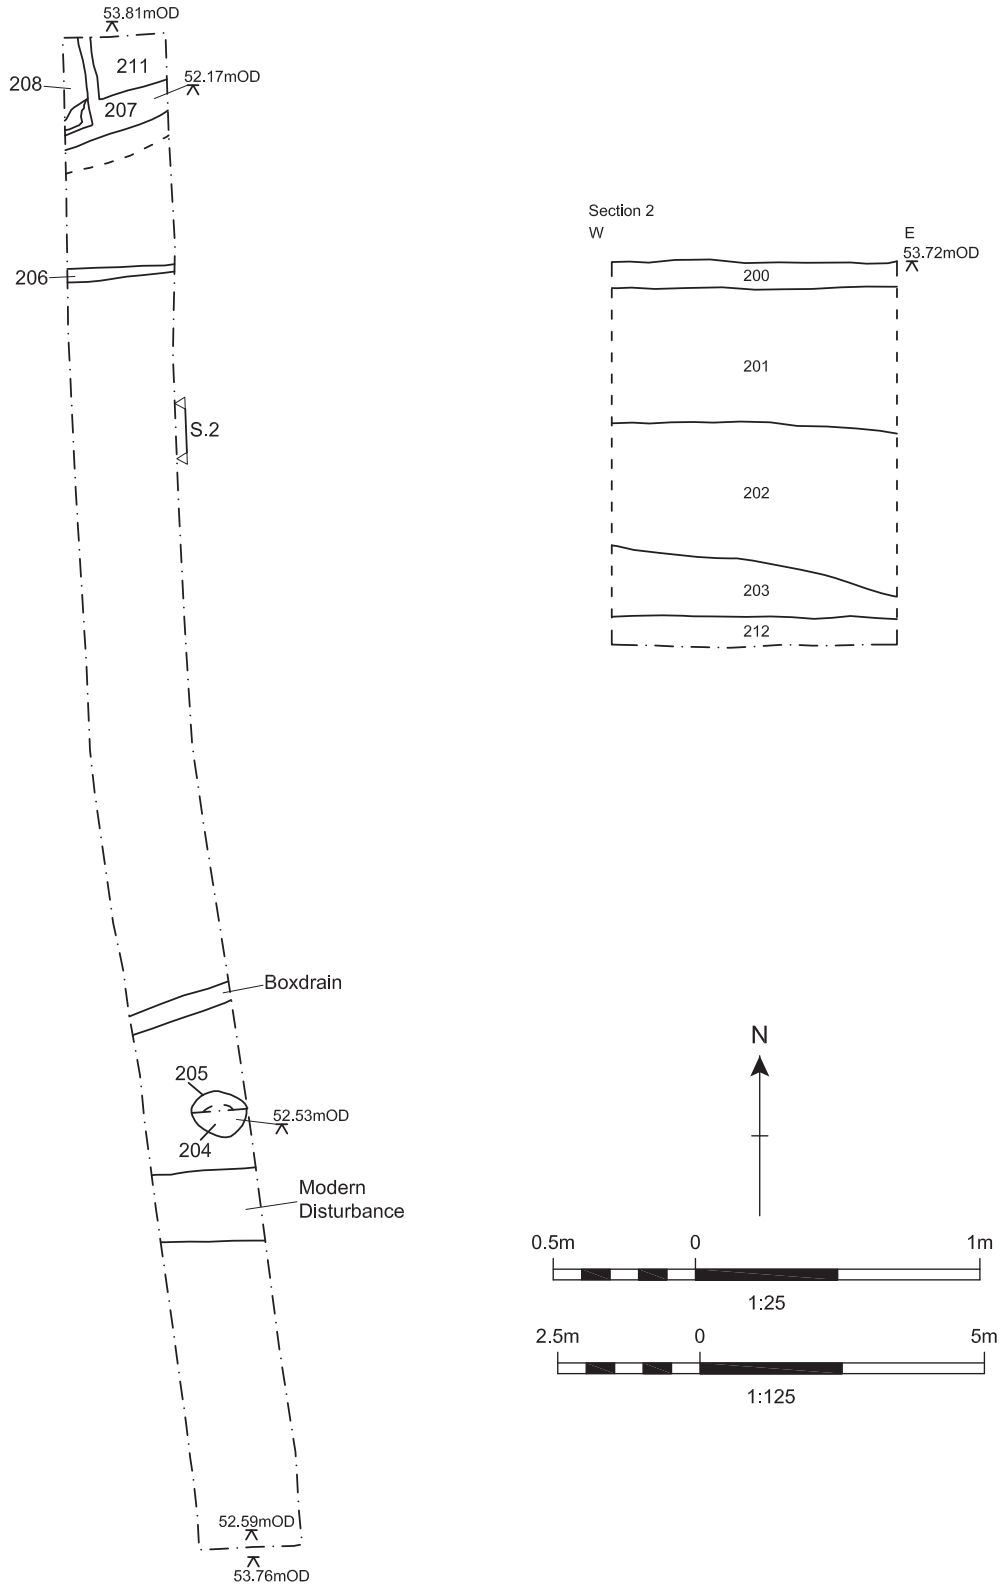 53.81mOD
211
208
52.17mOD
207
206
S.2
Boxdrain
205
52.53mOD
204
Modern
Disturbance
52.59mOD
53.76mOD
Section 2
W
E
53.72mOD
200
201
202
203
212
N
0.5m 0 1m
1:25
2.5m 0 5m
1:125